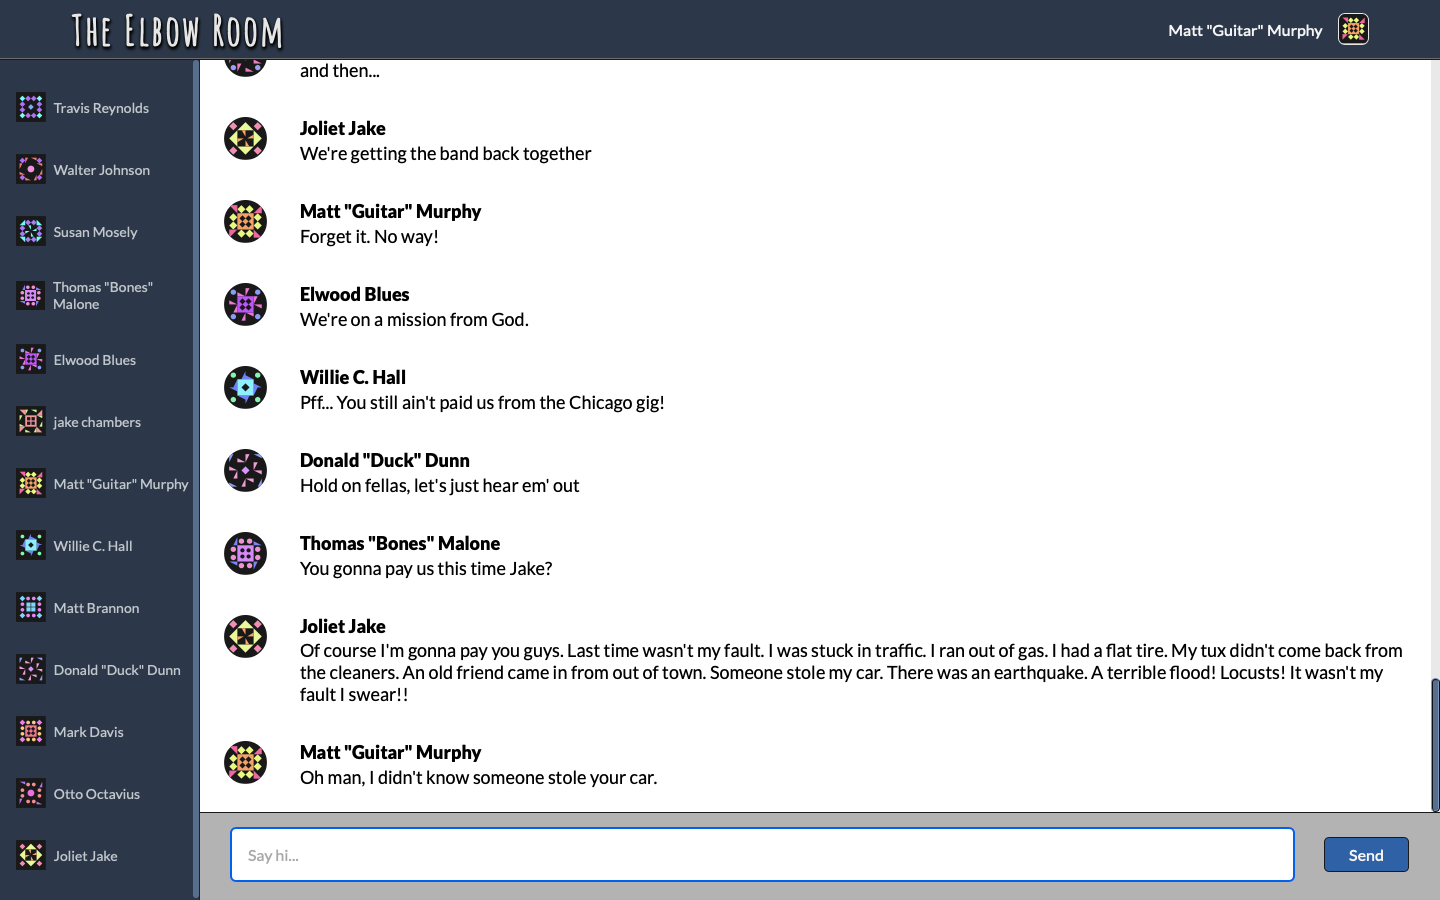 The Elbow Room
Matt "Guitar" Murphy
Travis Reynolds
Walter Johnson
Susan Mosely
Thomas "Bones"
Malone
Elwood Blues
jake chambers
Matt "Guitar" Murphy
Willie C. Hall
Matt Brannon
Donald "Duck" Dunn
Mark Davis
Otto Octavius
Joliet Jake
and then...
Joliet Jake
We're getting the band back together
Matt "Guitar" Murphy
Forget it. No way!
Elwood Blues
We're on a mission from God.
Willie C. Hall
Pff... You still ain't paid us from the Chicago gig!
Donald "Duck" Dunn
Hold on fellas, let's just hear em' out
Thomas "Bones" Malone
You gonna pay us this time Jake?
Joliet Jake
Of course I'm gonna pay you guys. Last time wasn't my fault. I was stuck in traffic. I ran out of gas. I had a flat tire. My tux didn't come back from
the cleaners. An old friend came in from out of town. Someone stole my car. There was an earthquake. A terrible flood! Locusts! It wasn't my
fault I swear!!
Matt "Guitar" Murphy
Oh man, I didn't know someone stole your car.
Say hi...
Send